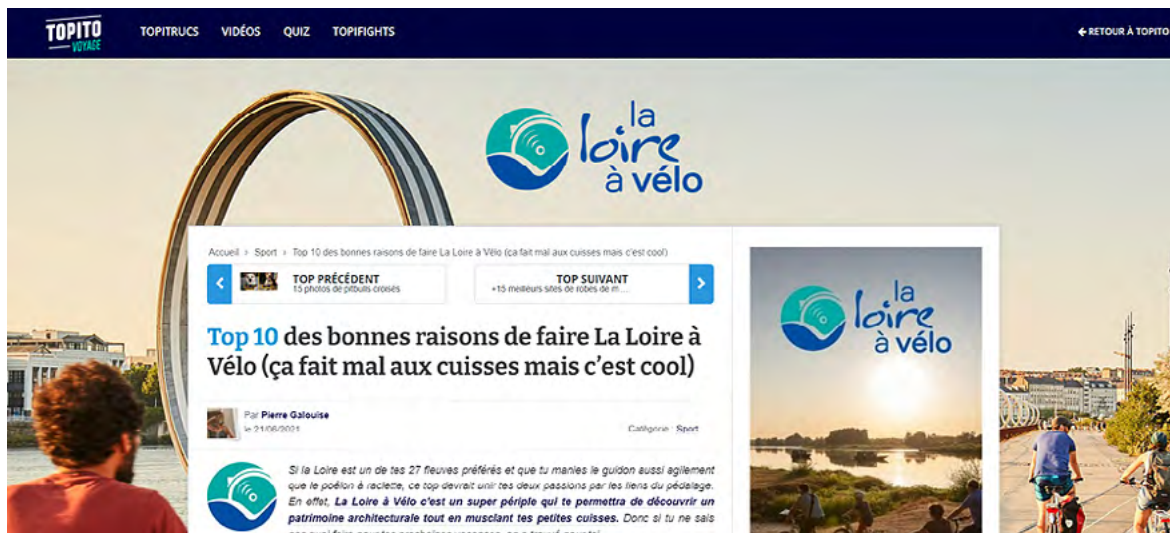 TOPITO
VOYAGE
TOPITRUCS VIDÉOS QUIZ TOPIFIGHTS
RETOUR À TOPITO
la
loire
à vélo
Accueil > Sport > Top 10 des bonnes raisons de faire La Loire à Vélo (ça fait mal aux cuisses mais c'est cool)
TOP PRÉCÉDENT
15 photos de pitbulls croisés
TOP SUIVANT
+15 meilleurs sites de robes de m...
Top 10 des bonnes raisons de faire La Loire à
Vélo (ça fait mal aux cuisses mais c'est cool)
Par Pierre Galouise
le 21/06/2021
Catégorie : Sport
Si la Loire est un de tes 27 fleuves préférés et que tu manies le guidon aussi agilement
que le poêlon à raclette, ce top devrait unir tes deux passions par les liens du pédalage.
En effet, La Loire à Vélo c'est un super périple qui te permettra de découvrir un
patrimoine architecturale tout en musclant tes petites cuisses. Donc si tu ne sais
la
loire
à vélo